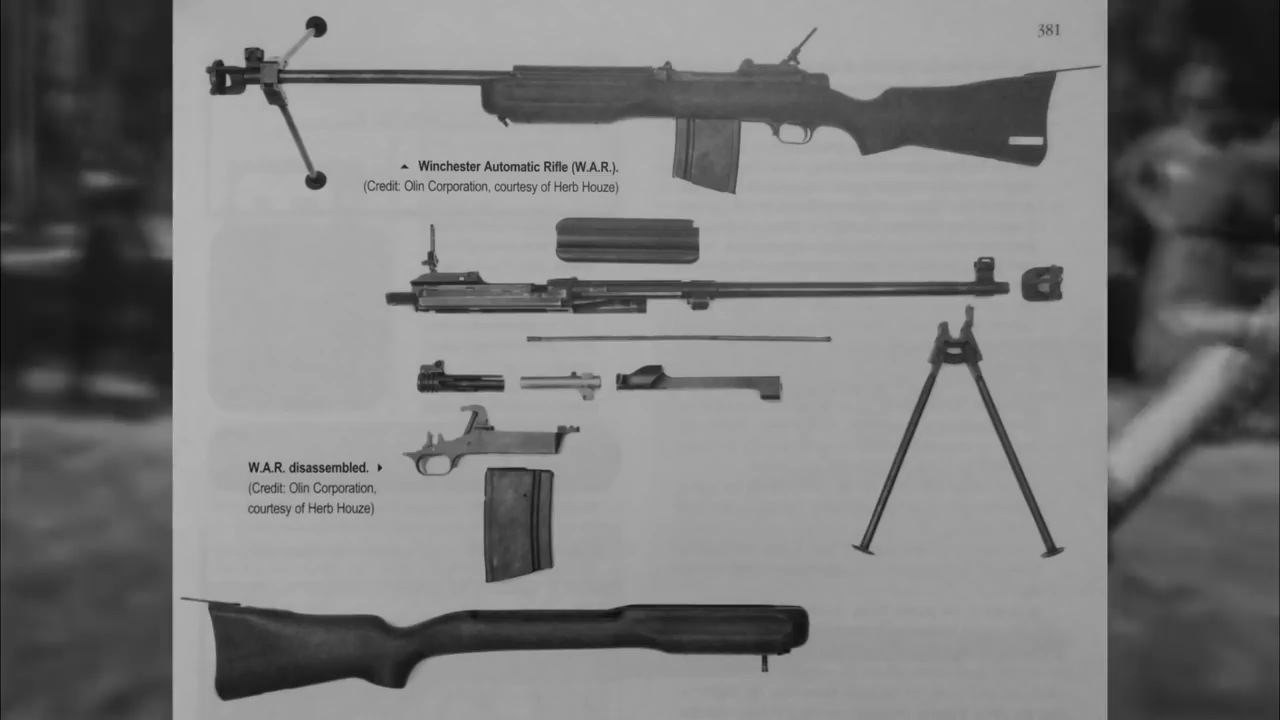 381
Winchester Automatic Rifle (W.A.R.).
(Credit: Olin Corporation, courtesy of Herb Houze)
W.A.R. disassembled.
(Credit: Olin Corporation,
courtesy of Herb Houze)